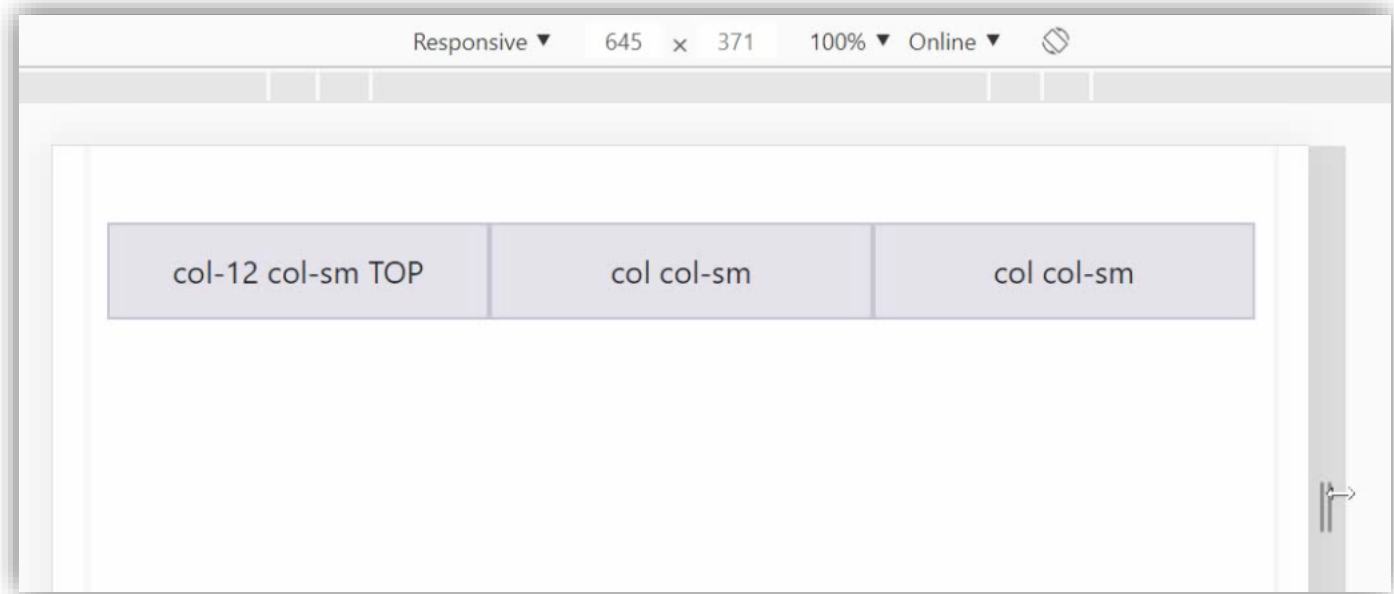 Responsive ▼ 645 × 371 100% ▼ Online ▼
col-12 col-sm TOP col col-sm col col-sm